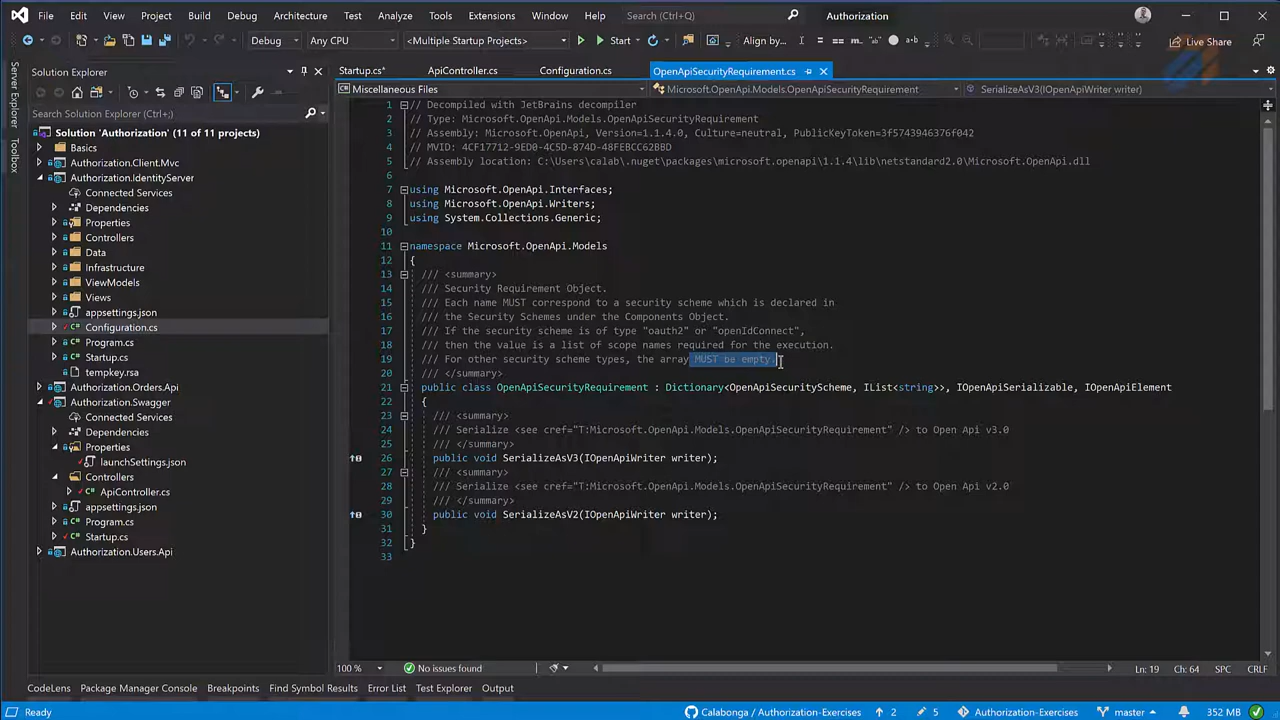 File Edit View Project Build Debug Architecture Test Analyze Tools Extensions Window Help Search (Ctrl+Q) Authorization
Debug Any CPU <Multiple Startup Projects> Start Align by... Live Share
Server Explorer
Toolbox
Solution Explorer
Search Solution Explorer (Ctrl+;)
Solution 'Authorization' (11 of 11 projects)
Basics
Authorization.Client.Mvc
Authorization.IdentityServer
Connected Services
Dependencies
Properties
Controllers
Data
Infrastructure
ViewModels
Views
appsettings.json
Configuration.cs
Program.cs
Startup.cs
tempkey.rsa
Authorization.Orders.Api
Authorization.Swagger
Connected Services
Dependencies
Properties
launchSettings.json
Controllers
ApiController.cs
appsettings.json
Program.cs
Startup.cs
Authorization.Users.Api
Startup.cs* ApiController.cs Configuration.cs OpenApiSecurityRequirement.cs
Miscellaneous Files Microsoft.OpenApi.Models.OpenApiSecurityRequirement SerializeAsV3(IOpenApiWriter writer)
1 // Decompiled with JetBrains decompiler
2 // Type: Microsoft.OpenApi.Models.OpenApiSecurityRequirement
3 // Assembly: Microsoft.OpenApi, Version=1.1.4.0, Culture=neutral, PublicKeyToken=3f5743946376f042
4 // MVID: 4CF17712-9ED0-4C5D-874D-48FEBCC62BBD
5 // Assembly location: C:\Users\calab\.nuget\packages\microsoft.openapi\1.1.4\lib\netstandard2.0\Microsoft.OpenApi.dll
6
7 using Microsoft.OpenApi.Interfaces;
8 using Microsoft.OpenApi.Writers;
9 using System.Collections.Generic;
10
11 namespace Microsoft.OpenApi.Models
12 {
13 /// <summary>
14 /// Security Requirement Object.
15 /// Each name MUST correspond to a security scheme which is declared in
16 /// the Security Schemes under the Components Object.
17 /// If the security scheme is of type "oauth2" or "openIdConnect",
18 /// then the value is a list of scope names required for the execution.
19 /// For other security scheme types, the array MUST be empty.
20 /// </summary>
21 public class OpenApiSecurityRequirement : Dictionary<OpenApiSecurityScheme, IList<string>>, IOpenApiSerializable, IOpenApiElement
22 {
23 /// <summary>
24 /// Serialize <see cref="T:Microsoft.OpenApi.Models.OpenApiSecurityRequirement" /> to Open Api v3.0
25 /// </summary>
26 public void SerializeAsV3(IOpenApiWriter writer);
27 /// <summary>
28 /// Serialize <see cref="T:Microsoft.OpenApi.Models.OpenApiSecurityRequirement" /> to Open Api v2.0
29 /// </summary>
30 public void SerializeAsV2(IOpenApiWriter writer);
31 }
32 }
33
100 % No issues found Ln: 19 Ch: 64 SPC CRLF
CodeLens Package Manager Console Breakpoints Find Symbol Results Error List Test Explorer Output
Ready Calabonga / Authorization-Exercises 2 5 Authorization-Exercises master 352 MB